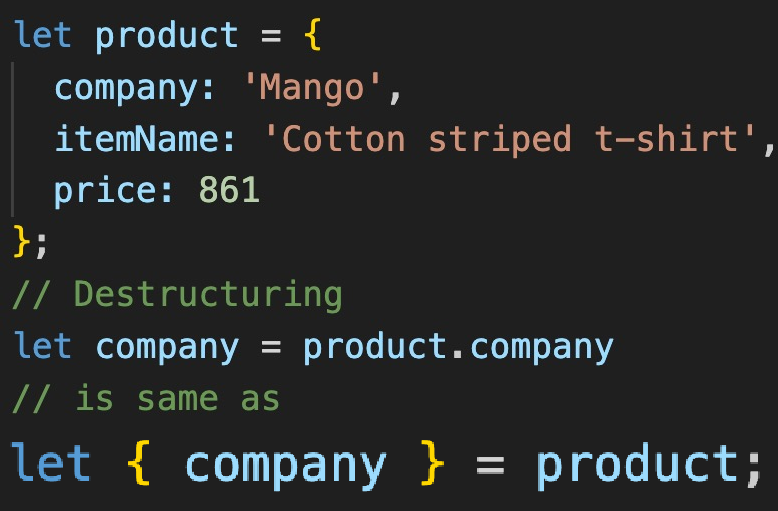 let product = {
  company: 'Mango',
  itemName: 'Cotton striped t-shirt',
  price: 861
};
// Destructuring
let company = product.company
// is same as
let { company } = product;